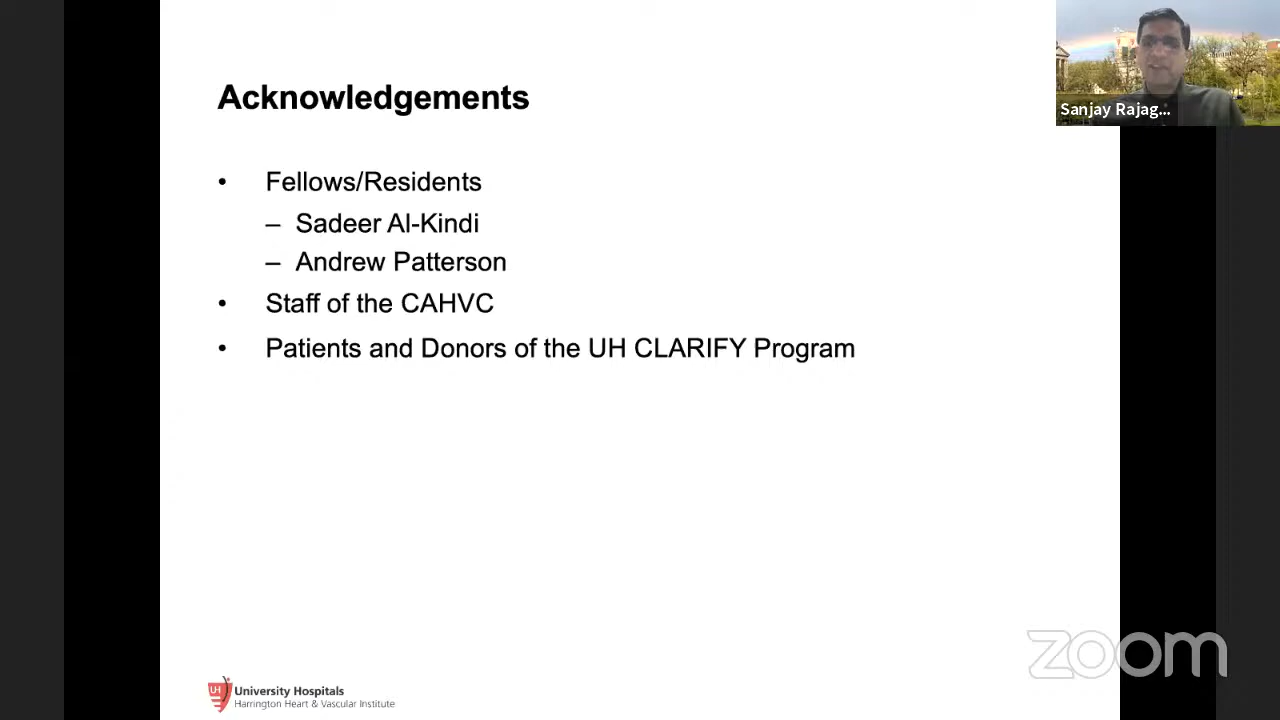 Acknowledgements
Sanjay Rajag...
• Fellows/Residents
– Sadeer Al-Kindi
– Andrew Patterson
• Staff of the CAHVC
• Patients and Donors of the UH CLARIFY Program
zoom
UH
University Hospitals
Harrington Heart & Vascular Institute